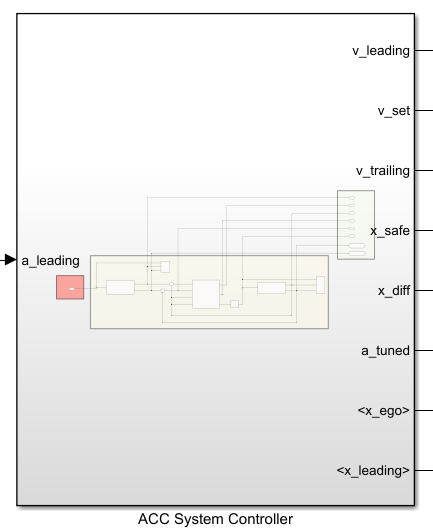 v_leading
v_set
v_trailing
x_safe
a_leading
x_diff
a_tuned
<x_ego>
<x_leading>
ACC System Controller